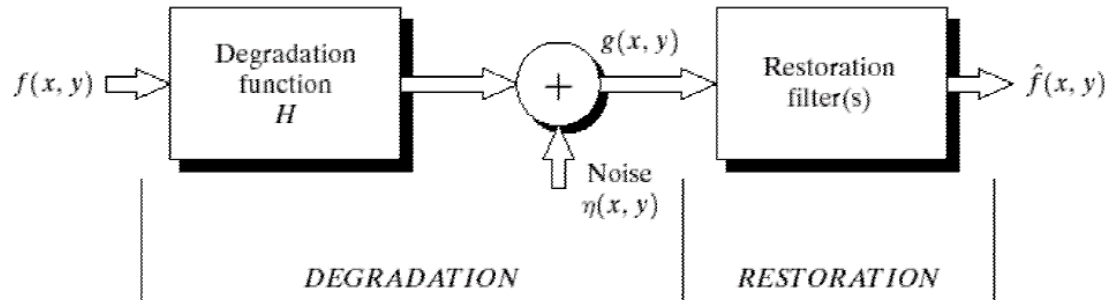 f(x, y)
Degradation
function
H
+
g(x, y)
Noise
η(x, y)
Restoration
filter(s)
f̂(x, y)
DEGRADATION
RESTORATION